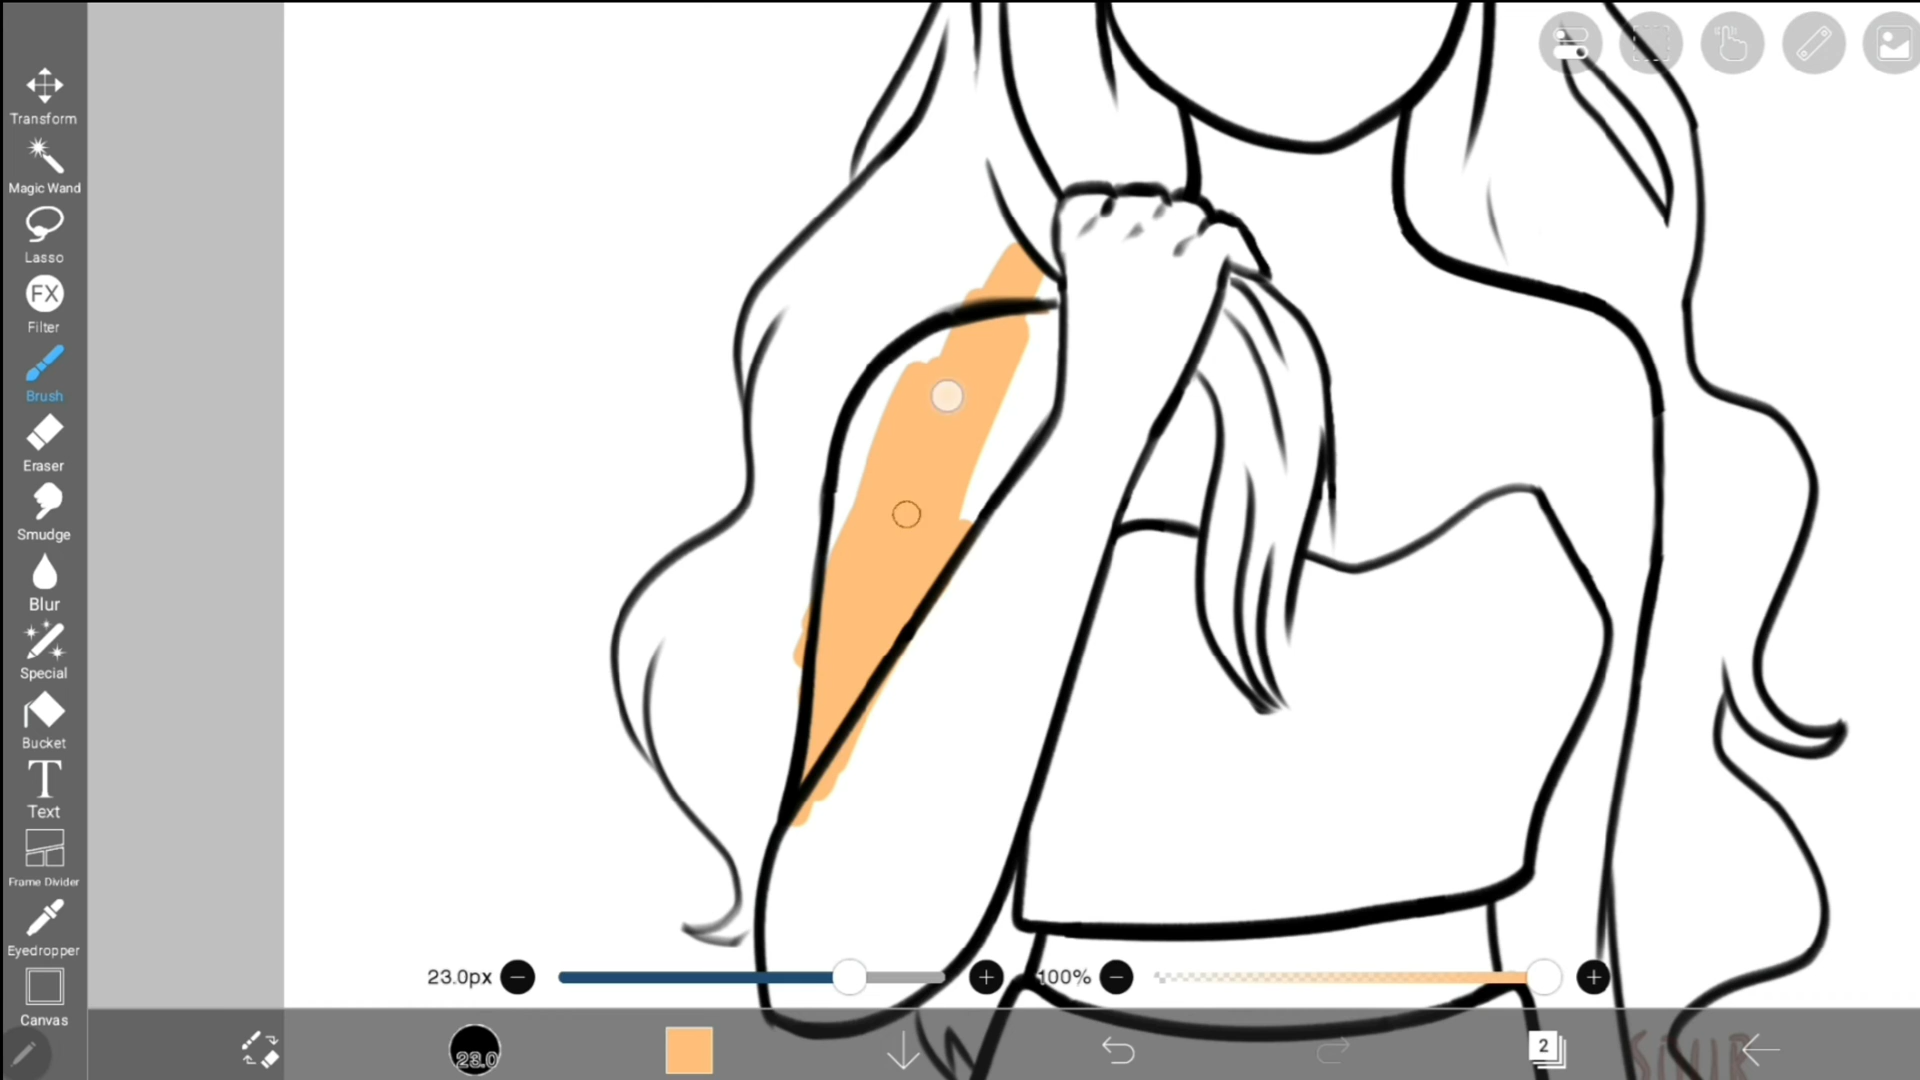 Transform
Magic Wand
Lasso
FX
Filter
Brush
Eraser
Smudge
Blur
Special
Bucket
T
Text
Frame Divider
Eyedropper
Canvas
23.0px
100%
23.0
2